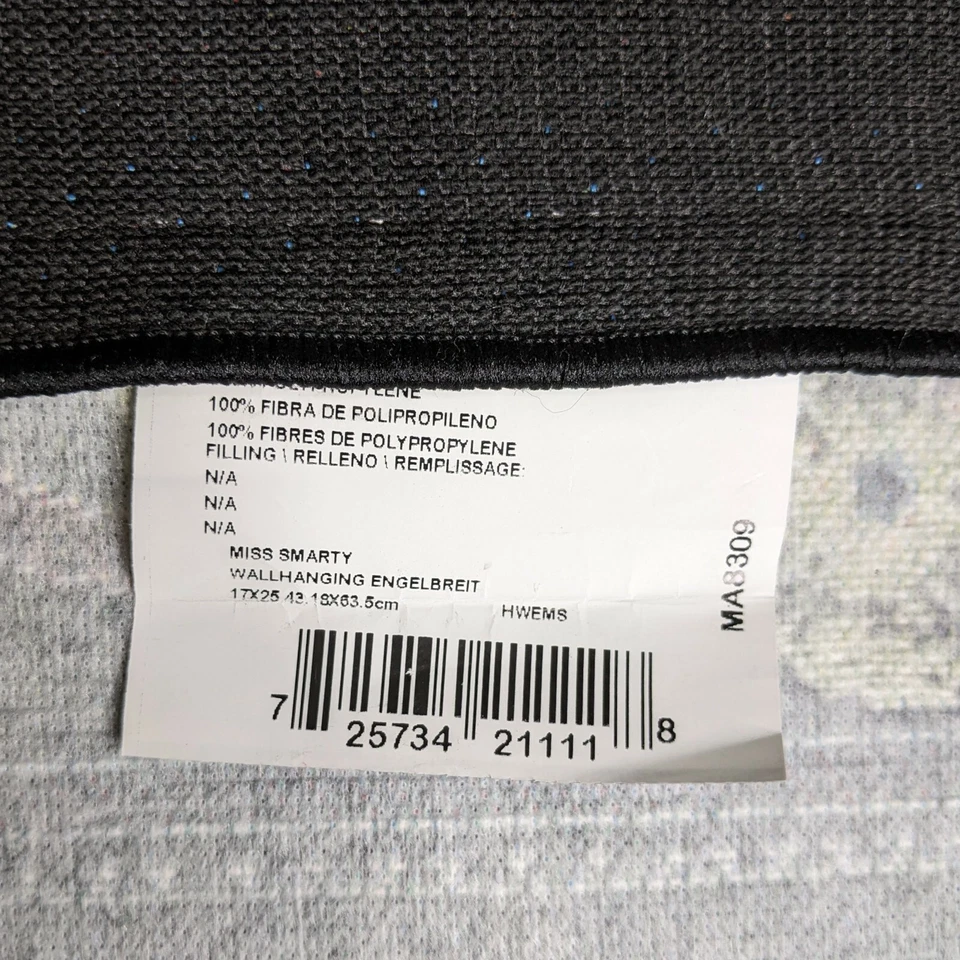 100% FIBRA DE POLIPROPILENO
100% FIBRES DE POLYPROPYLENE
FILLING \ RELLENO \ REMPLISSAGE:
N/A
N/A
N/A
MISS SMARTY
WALLHANGING ENGELBREIT
17X25 43.18X63.5cm HWEMS
MA8309
7 25734 21111 8